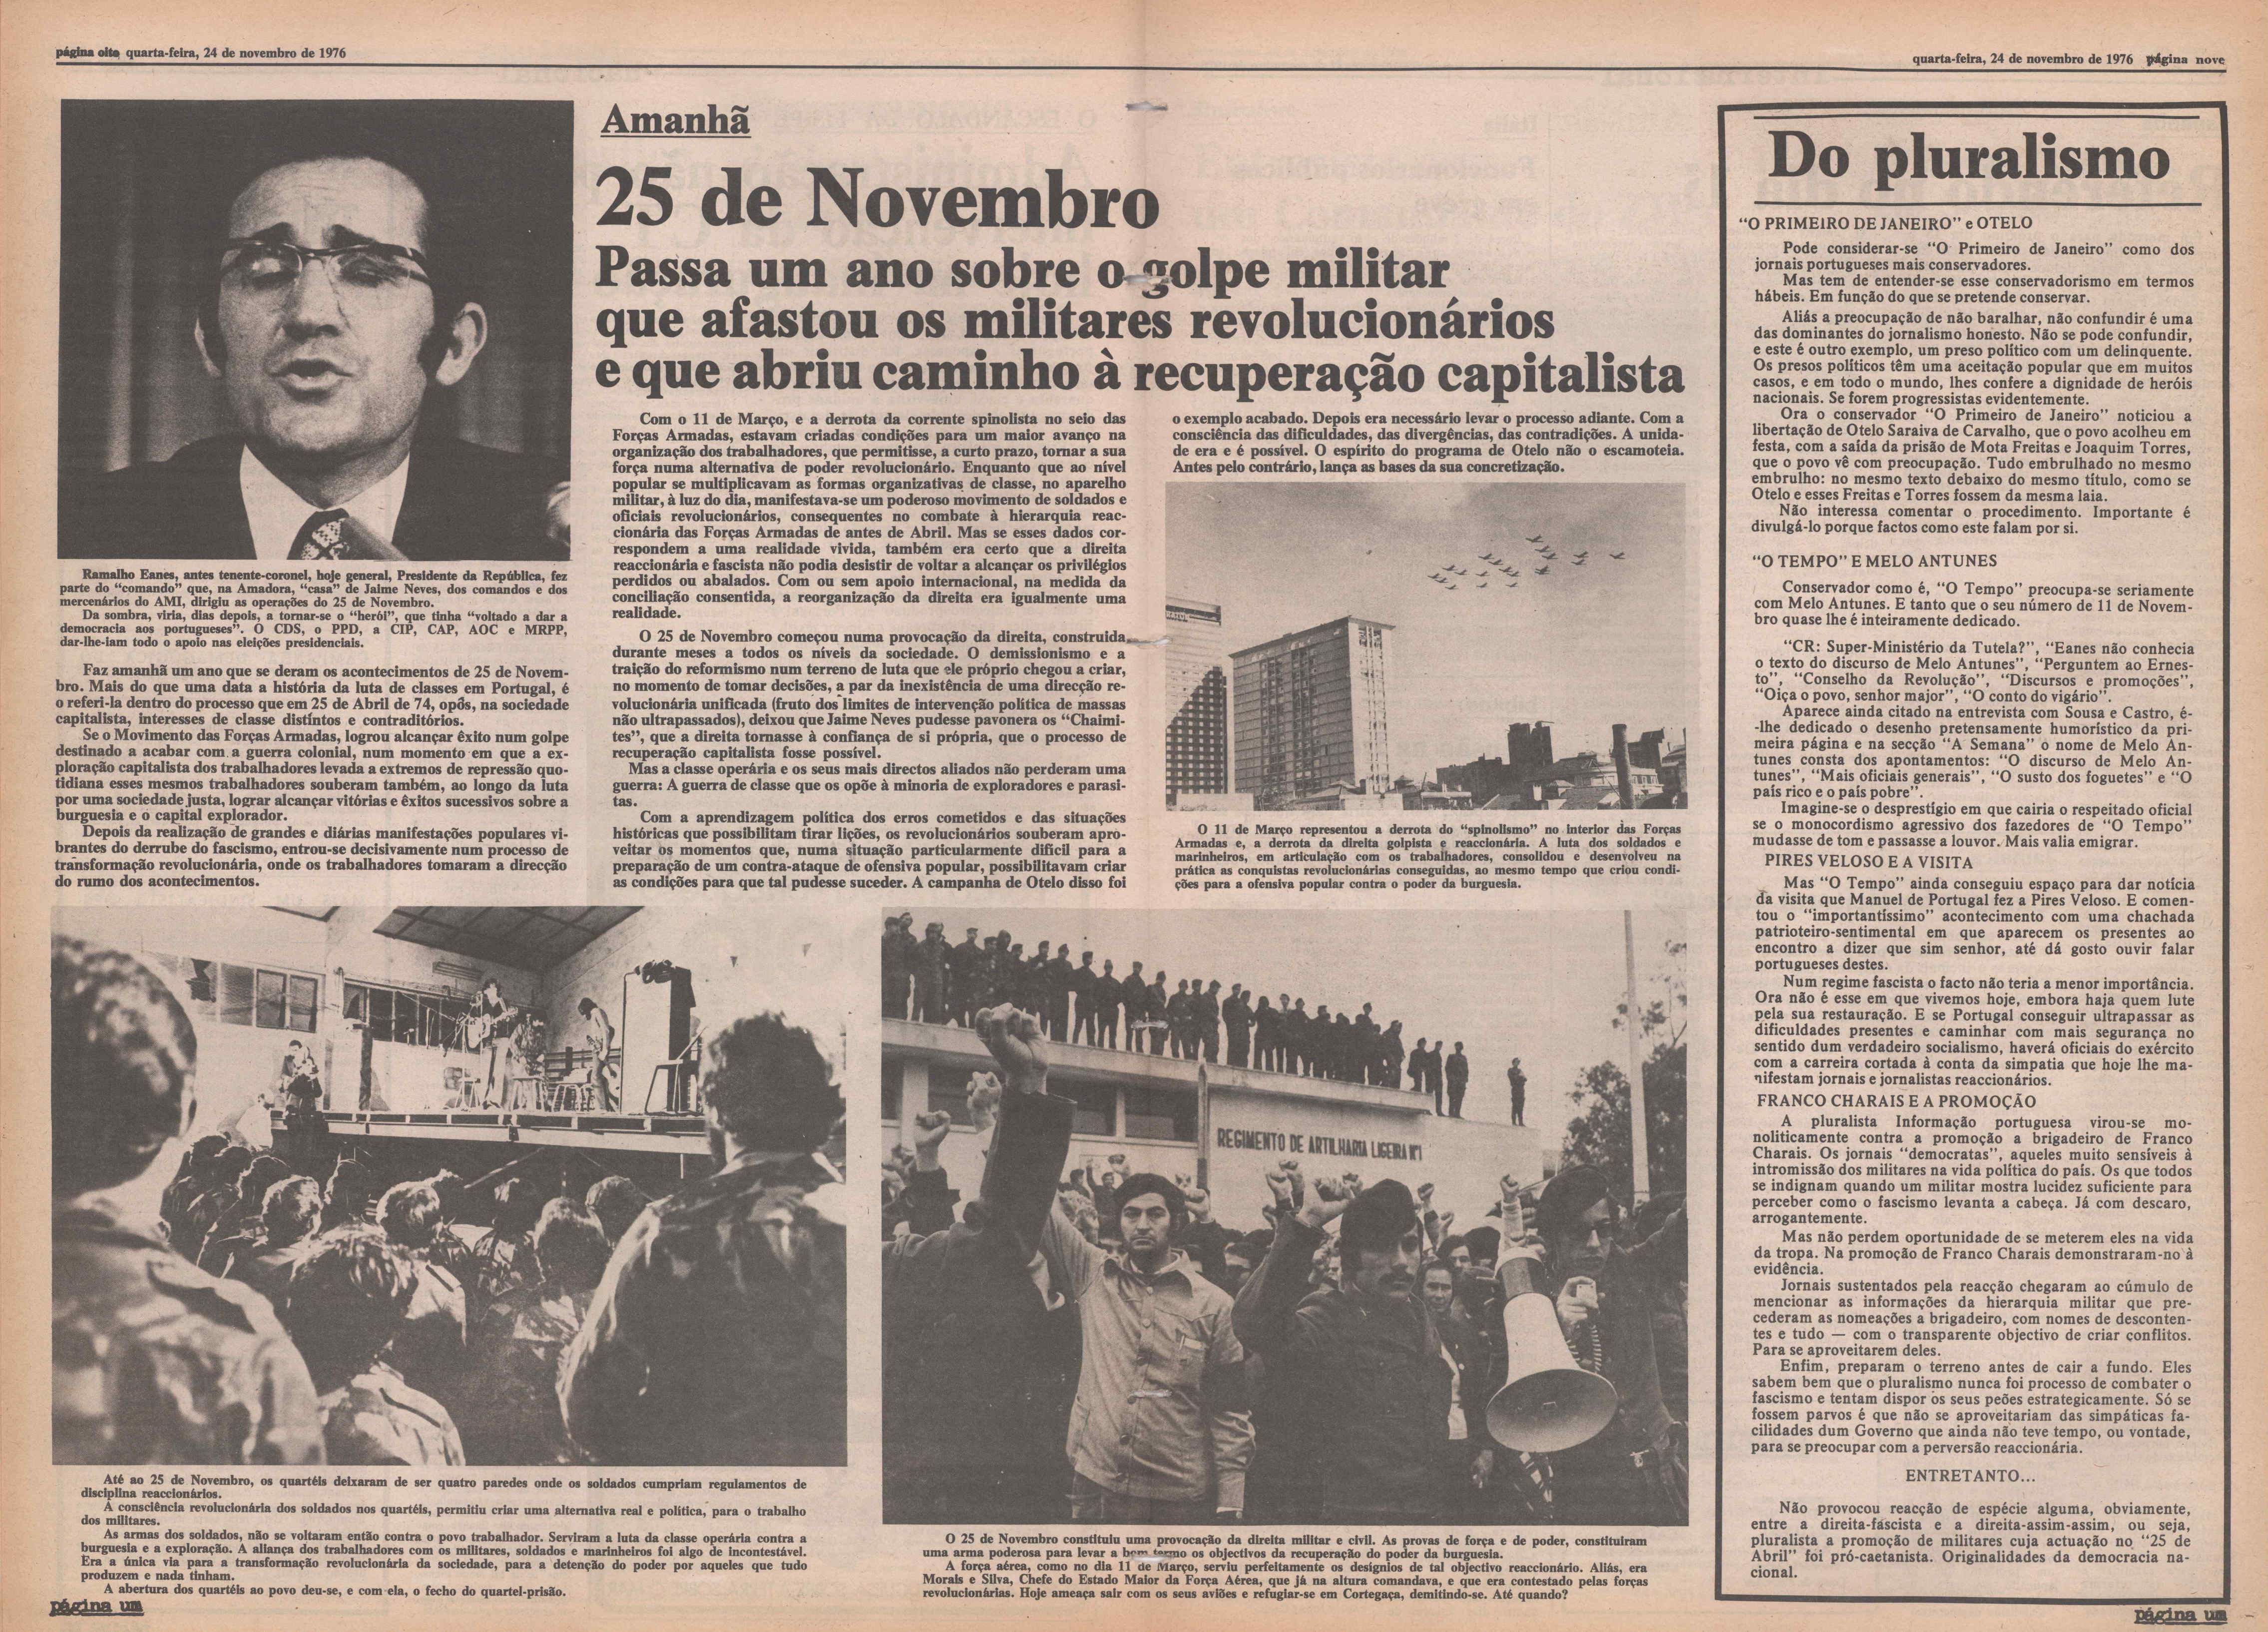 página oito quarta-feira, 24 de novembro de 1976
quarta-feira, 24 de novembro de 1976 página nove
Ramalho Eanes, antes tenente-coronel, hoje general, Presidente da República, fez
parte do “comando” que, na Amadora, “casa” de Jaime Neves, dos comandos e dos
mercenários do AMI, dirigiu as operações do 25 de Novembro.
Da sombra, viria, dias depois, a tornar-se o “herói”, que tinha “voltado a dar a
democracia aos portugueses”. O CDS, o PPD, a CIP, CAP, AOC e MRPP,
dar-lhe-iam todo o apoio nas eleições presidenciais.
Amanhã
25 de Novembro
Passa um ano sobre o golpe militar
que afastou os militares revolucionários
e que abriu caminho à recuperação capitalista
Faz amanhã um ano que se deram os acontecimentos de 25 de Novem-
bro. Mais do que uma data a história da luta de classes em Portugal, é
o referi-la dentro do processo que em 25 de Abril de 74, opôs, na sociedade
capitalista, interesses de classe distintos e contraditórios.
Se o Movimento das Forças Armadas, logrou alcançar êxito num golpe
destinado a acabar com a guerra colonial, num momento em que a ex-
ploração capitalista dos trabalhadores levada a extremos de repressão quo-
tidiana esses mesmos trabalhadores souberam também, ao longo da luta
por uma sociedade justa, lograr alcançar vitórias e êxitos sucessivos sobre a
burguesia e o capital explorador.
Depois da realização de grandes e diárias manifestações populares vi-
brantes do derrube do fascismo, entrou-se decisivamente num processo de
transformação revolucionária, onde os trabalhadores tomaram a direcção
do rumo dos acontecimentos.
Com o 11 de Março, e a derrota da corrente spinolista no seio das
Forças Armadas, estavam criadas condições para um maior avanço na
organização dos trabalhadores, que permitisse, a curto prazo, tornar a sua
força numa alternativa de poder revolucionário. Enquanto que ao nível
popular se multiplicavam as formas organizativas de classe, no aparelho
militar, à luz do dia, manifestava-se um poderoso movimento de soldados e
oficiais revolucionários, consequentes no combate à hierarquia reac-
cionária das Forças Armadas de antes de Abril. Mas se esses dados cor-
respondem a uma realidade vivida, também era certo que a direita
reaccionária e fascista não podia desistir de voltar a alcançar os privilégios
perdidos ou abalados. Com ou sem apoio internacional, na medida da
conciliação consentida, a reorganização da direita era igualmente uma
realidade.
O 25 de Novembro começou numa provocação da direita, construida
durante meses a todos os níveis da sociedade. O demissionismo e a
traição do reformismo num terreno de luta que ele próprio chegou a criar,
no momento de tomar decisões, a par da inexistência de uma direcção re-
volucionária unificada (fruto dos limites de intervenção política de massas
não ultrapassados), deixou que Jaime Neves pudesse pavonera os “Chaimi-
tes”, que a direita tornasse à confiança de si própria, que o processo de
recuperação capitalista fosse possível.
Mas a classe operária e os seus mais directos aliados não perderam uma
guerra: A guerra de classe que os opõe à minoria de exploradores e parasi-
tas.
Com a aprendizagem política dos erros cometidos e das situações
históricas que possibilitam tirar lições, os revolucionários souberam apro-
veitar os momentos que, numa situação particularmente difícil para a
preparação de um contra-ataque de ofensiva popular, possibilitavam criar
as condições para que tal pudesse suceder. A campanha de Otelo disso foi
o exemplo acabado. Depois era necessário levar o processo adiante. Com a
consciência das dificuldades, das divergências, das contradições. A unida-
de era e é possível. O espírito do programa de Otelo não o escamoteia.
Antes pelo contrário, lança as bases da sua concretização.
O 11 de Março representou a derrota do “spinolismo” no interior das Forças
Armadas e, a derrota da direita golpista e reaccionária. A luta dos soldados e
marinheiros, em articulação com os trabalhadores, consolidou e desenvolveu na
prática as conquistas revolucionárias conseguidas, ao mesmo tempo que criou condi-
ções para a ofensiva popular contra o poder da burguesia.
REGIMENTO DE ARTILHARIA LIGEIRA Nº1
Até ao 25 de Novembro, os quartéis deixaram de ser quatro paredes onde os soldados cumpriam regulamentos de
disciplina reaccionários.
A consciência revolucionária dos soldados nos quartéis, permitiu criar uma alternativa real e política, para o trabalho
dos militares.
As armas dos soldados, não se voltaram então contra o povo trabalhador. Serviram a luta da classe operária contra a
burguesia e a exploração. A aliança dos trabalhadores com os militares, soldados e marinheiros foi algo de incontestável.
Era a única via para a transformação revolucionária da sociedade, para a detenção do poder por aqueles que tudo
produzem e nada tinham.
A abertura dos quartéis ao povo deu-se, e com ela, o fecho do quartel-prisão.
O 25 de Novembro constituiu uma provocação da direita militar e civil. As provas de força e de poder, constituiram
uma arma poderosa para levar a bom termo os objectivos da recuperação do poder da burguesia.
A força aérea, como no dia 11 de Março, serviu perfeitamente os desígnios de tal objectivo reaccionário. Aliás, era
Morais e Silva, Chefe do Estado Maior da Força Aérea, que já na altura comandava, e que era contestado pelas forças
revolucionárias. Hoje ameaça sair com os seus aviões e refugiar-se em Cortegaça, demitindo-se. Até quando?
Do pluralismo
“O PRIMEIRO DE JANEIRO” e OTELO
Pode considerar-se “O Primeiro de Janeiro” como dos
jornais portugueses mais conservadores.
Mas tem de entender-se esse conservadorismo em termos
hábeis. Em função do que se pretende conservar.
Aliás a preocupação de não baralhar, não confundir é uma
das dominantes do jornalismo honesto. Não se pode confundir,
e este é outro exemplo, um preso político com um delinquente.
Os presos políticos têm uma aceitação popular que em muitos
casos, e em todo o mundo, lhes confere a dignidade de heróis
nacionais. Se forem progressistas evidentemente.
Ora o conservador “O Primeiro de Janeiro” noticiou a
libertação de Otelo Saraiva de Carvalho, que o povo acolheu em
festa, com a saída da prisão de Mota Freitas e Joaquim Torres,
que o povo vê com preocupação. Tudo embrulhado no mesmo
embrulho: no mesmo texto debaixo do mesmo título, como se
Otelo e esses Freitas e Torres fossem da mesma laia.
Não interessa comentar o procedimento. Importante é
divulgá-lo porque factos como este falam por si.
“O TEMPO” E MELO ANTUNES
Conservador como é, “O Tempo” preocupa-se seriamente
com Melo Antunes. E tanto que o seu número de 11 de Novem-
bro quase lhe é inteiramente dedicado.
“CR: Super-Ministério da Tutela?”, “Eanes não conhecia
o texto do discurso de Melo Antunes”, “Perguntem ao Ernes-
to”, “Conselho da Revolução”, “Discursos e promoções”,
“Oiça o povo, senhor major”, “O conto do vigário”.
Aparece ainda citado na entrevista com Sousa e Castro, é-
-lhe dedicado o desenho pretensamente humorístico da pri-
meira página e na secção “A Semana” o nome de Melo An-
tunes consta dos apontamentos: “O discurso de Melo An-
tunes”, “Mais oficiais generais”, “O susto dos foguetes” e “O
país rico e o país pobre”.
Imagine-se o desprestígio em que cairia o respeitado oficial
se o monocordismo agressivo dos fazedores de “O Tempo”
mudasse de tom e passasse a louvor. Mais valia emigrar.
PIRES VELOSO E A VISITA
Mas “O Tempo” ainda conseguiu espaço para dar notícia
da visita que Manuel de Portugal fez a Pires Veloso. E comen-
tou o “importantíssimo” acontecimento com uma chachada
patrioteiro-sentimental em que aparecem os presentes ao
encontro a dizer que sim senhor, até dá gosto ouvir falar
portugueses destes.
Num regime fascista o facto não teria a menor importância.
Ora não é esse em que vivemos hoje, embora haja quem lute
pela sua restauração. E se Portugal conseguir ultrapassar as
dificuldades presentes e caminhar com mais segurança no
sentido dum verdadeiro socialismo, haverá oficiais do exército
com a carreira cortada à conta da simpatia que hoje lhe ma-
nifestam jornais e jornalistas reaccionários.
FRANCO CHARAIS E A PROMOÇÃO
A pluralista Informação portuguesa virou-se mo-
noliticamente contra a promoção a brigadeiro de Franco
Charais. Os jornais “democratas”, aqueles muito sensíveis à
intromissão dos militares na vida política do país. Os que todos
se indignam quando um militar mostra lucidez suficiente para
perceber como o fascismo levanta a cabeça. Já com descaro,
arrogantemente.
Mas não perdem oportunidade de se meterem eles na vida
da tropa. Na promoção de Franco Charais demonstraram-no à
evidência.
Jornais sustentados pela reacção chegaram ao cúmulo de
mencionar as informações da hierarquia militar que pre-
cederam as nomeações a brigadeiro, com nomes de desconten-
tes e tudo — com o transparente objectivo de criar conflitos.
Para se aproveitarem deles.
Enfim, preparam o terreno antes de cair a fundo. Eles
sabem bem que o pluralismo nunca foi processo de combater o
fascismo e tentam dispor os seus peões estrategicamente. Só se
fossem parvos é que não se aproveitariam das simpáticas fa-
cilidades dum Governo que ainda não teve tempo, ou vontade,
para se preocupar com a perversão reaccionária.
ENTRETANTO...
Não provocou reacção de espécie alguma, obviamente,
entre a direita-fascista e a direita-assim-assim, ou seja,
pluralista a promoção de militares cuja actuação no “25 de
Abril” foi pró-caetanista. Originalidades da democracia na-
cional.
página um
página um